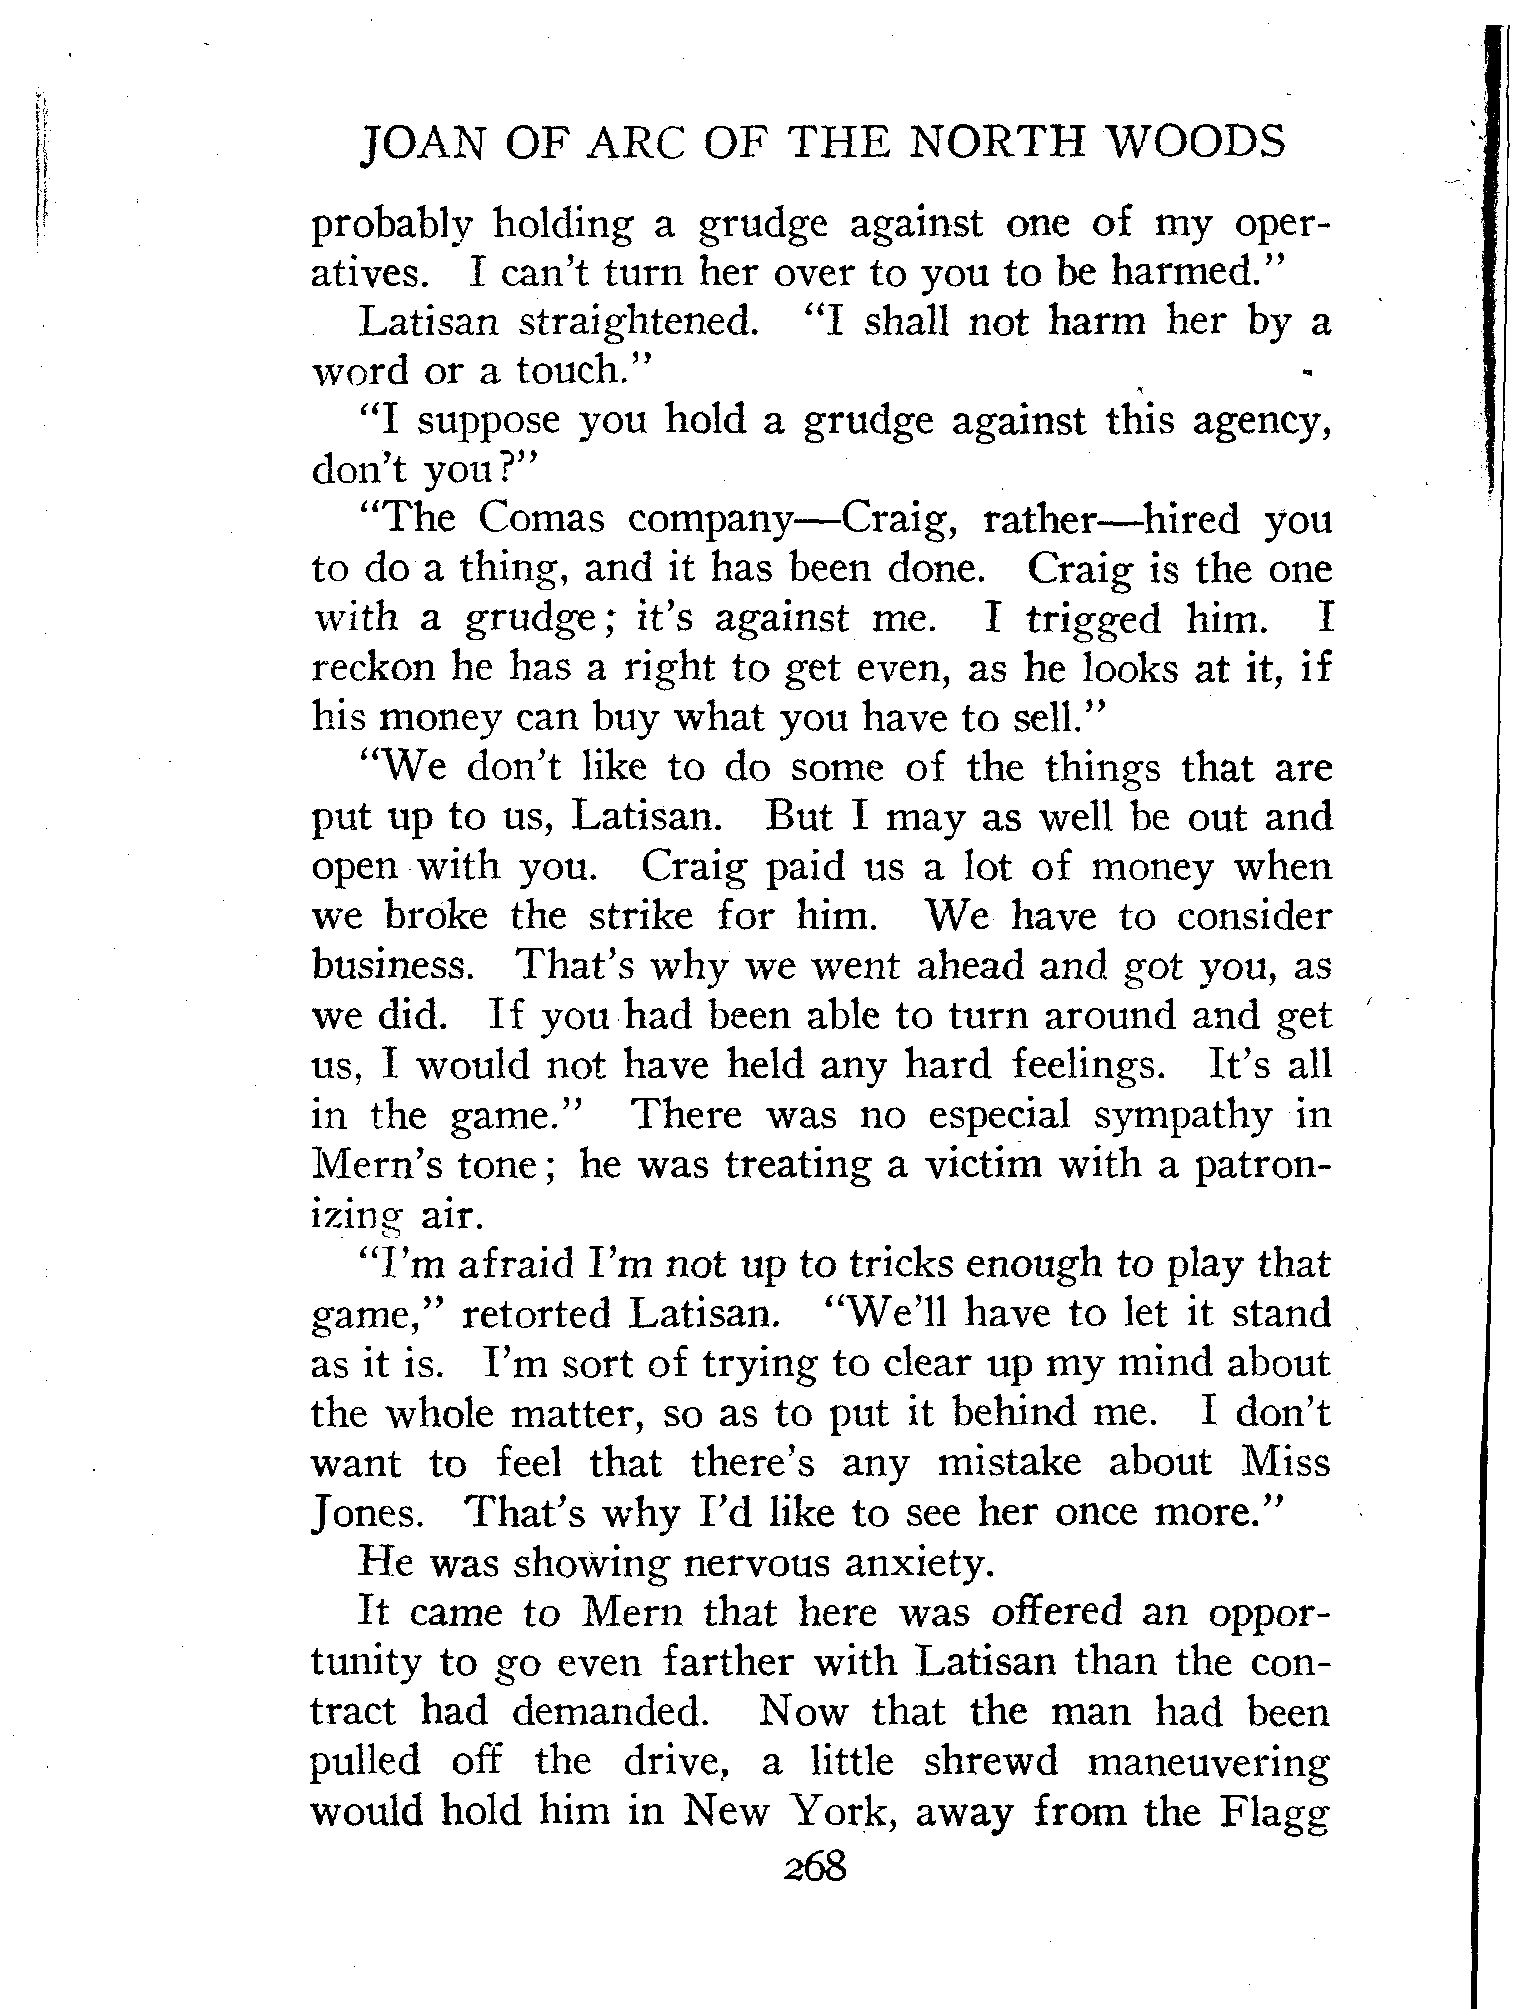 JOAN OF ARC OF THE NORTH WOODS
probably holding a grudge against one of my oper-
atives. I can't turn her over to you to be harmed."
Latisan straightened. "I shall not harm her by a
word or a touch."
"I suppose you hold a grudge against this agency,
don't you?"
"The Comas company—Craig, rather—hired you
to do a thing, and it has been done. Craig is the one
with a grudge; it's against me. I trigged him. I
reckon he has a right to get even, as he looks at it, if
his money can buy what you have to sell."
"We don't like to do some of the things that are
put up to us, Latisan. But I may as well be out and
open with you. Craig paid us a lot of money when
we broke the strike for him. We have to consider
business. That's why we went ahead and got you, as
we did. If you had been able to turn around and get
us, I would not have held any hard feelings. It's all
in the game." There was no especial sympathy in
Mern's tone; he was treating a victim with a patron-
izing air.
"I'm afraid I'm not up to tricks enough to play that
game," retorted Latisan. "We'll have to let it stand
as it is. I'm sort of trying to clear up my mind about
the whole matter, so as to put it behind me. I don't
want to feel that there's any mistake about Miss
Jones. That's why I'd like to see her once more."
He was showing nervous anxiety.
It came to Mern that here was offered an oppor-
tunity to go even farther with Latisan than the con-
tract had demanded. Now that the man had been
pulled off the drive, a little shrewd maneuvering
would hold him in New York, away from the Flagg
268